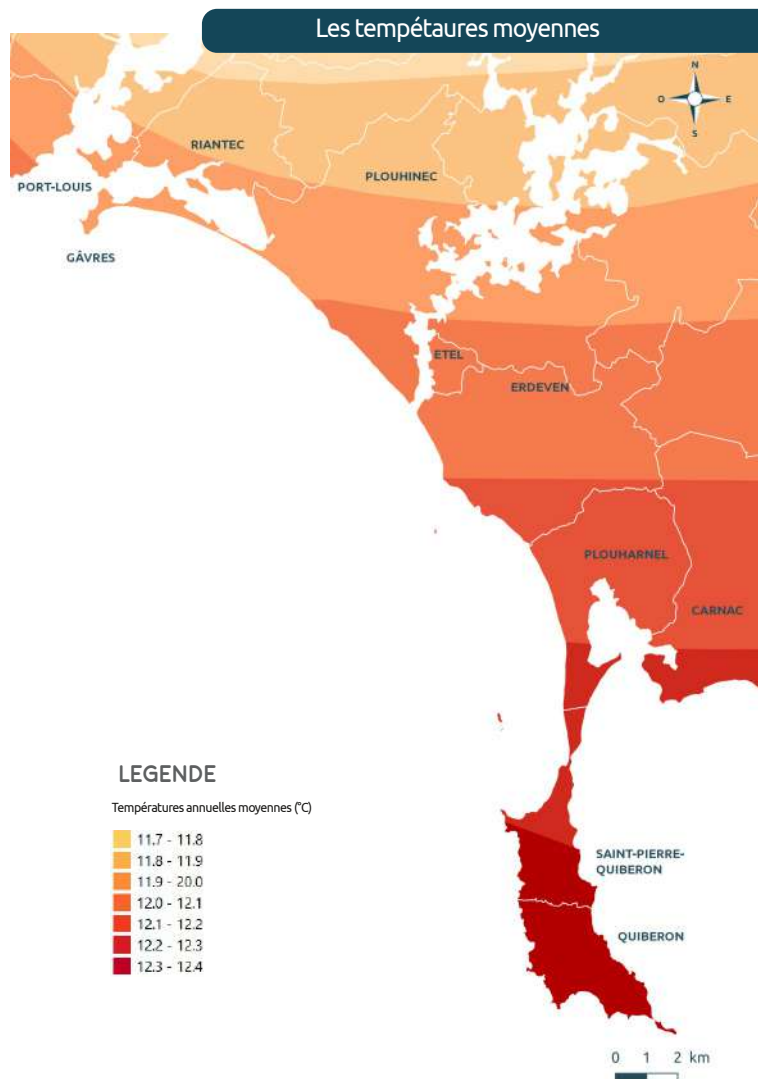 Les tempétaures moyennes
N
O
E
S
RIANTEC
PLOUHINEC
PORT-LOUIS
GÂVRES
ETEL
ERDEVEN
PLOUHARNEL
CARNAC
LEGENDE
Températures annuelles moyennes (°C)
11.7 - 11.8
11.8 - 11.9
11.9 - 20.0
12.0 - 12.1
12.1 - 12.2
12.2 - 12.3
12.3 - 12.4
SAINT-PIERRE-
QUIBERON
QUIBERON
0 1 2 km